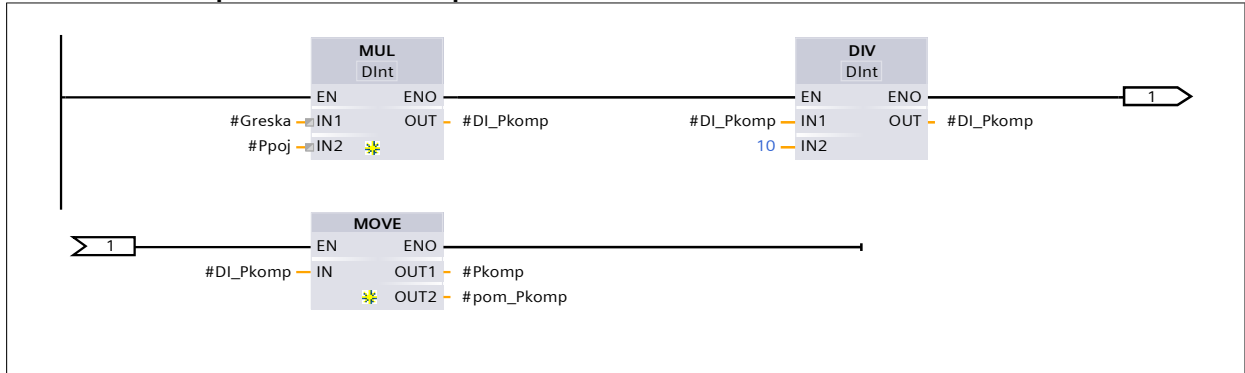 MUL
DInt
EN ENO
#Greska IN1 OUT #DI_Pkomp
#Ppoj IN2
DIV
DInt
EN ENO
#DI_Pkomp IN1 OUT #DI_Pkomp
10 IN2
1
1
MOVE
EN ENO
#DI_Pkomp IN OUT1 #Pkomp
OUT2 #pom_Pkomp